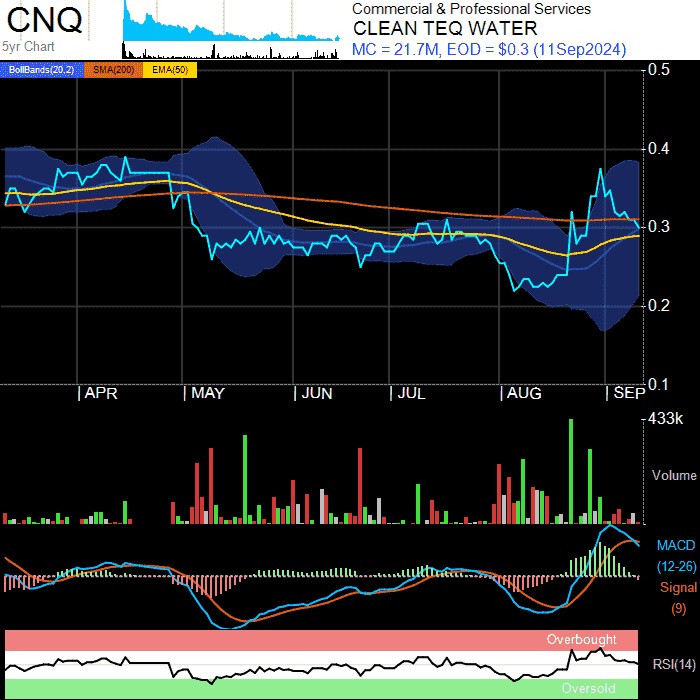 CNQ
5yr Chart
Commercial & Professional Services
CLEAN TEQ WATER
MC = 21.7M, EOD = $0.3 (11Sep2024)
BollBands(20,2) SMA(200) EMA(50)
0.5
0.4
0.3
0.2
0.1
APR MAY JUN JUL AUG SEP
433k
Volume
MACD
(12-26)
Signal
(9)
Overbought
RSI(14)
Oversold